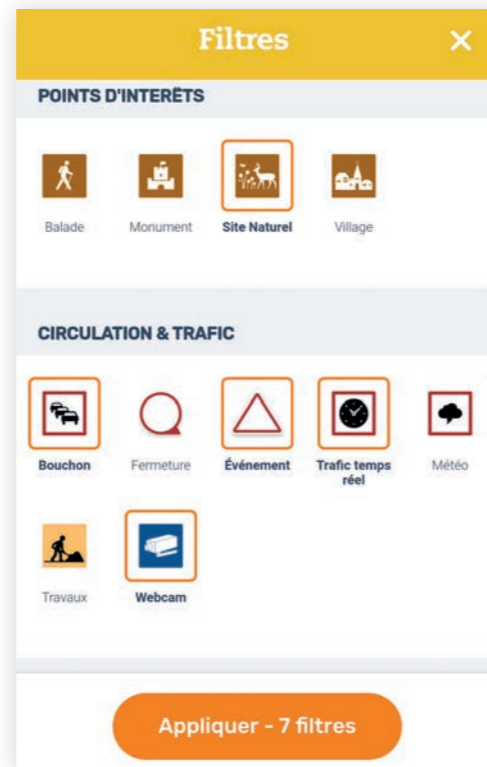 Filtres
POINTS D'INTERÊTS
Balade Monument Site Naturel Village
CIRCULATION & TRAFIC
Bouchon Fermeture Événement Trafic temps réel Météo
Travaux Webcam
Appliquer - 7 filtres